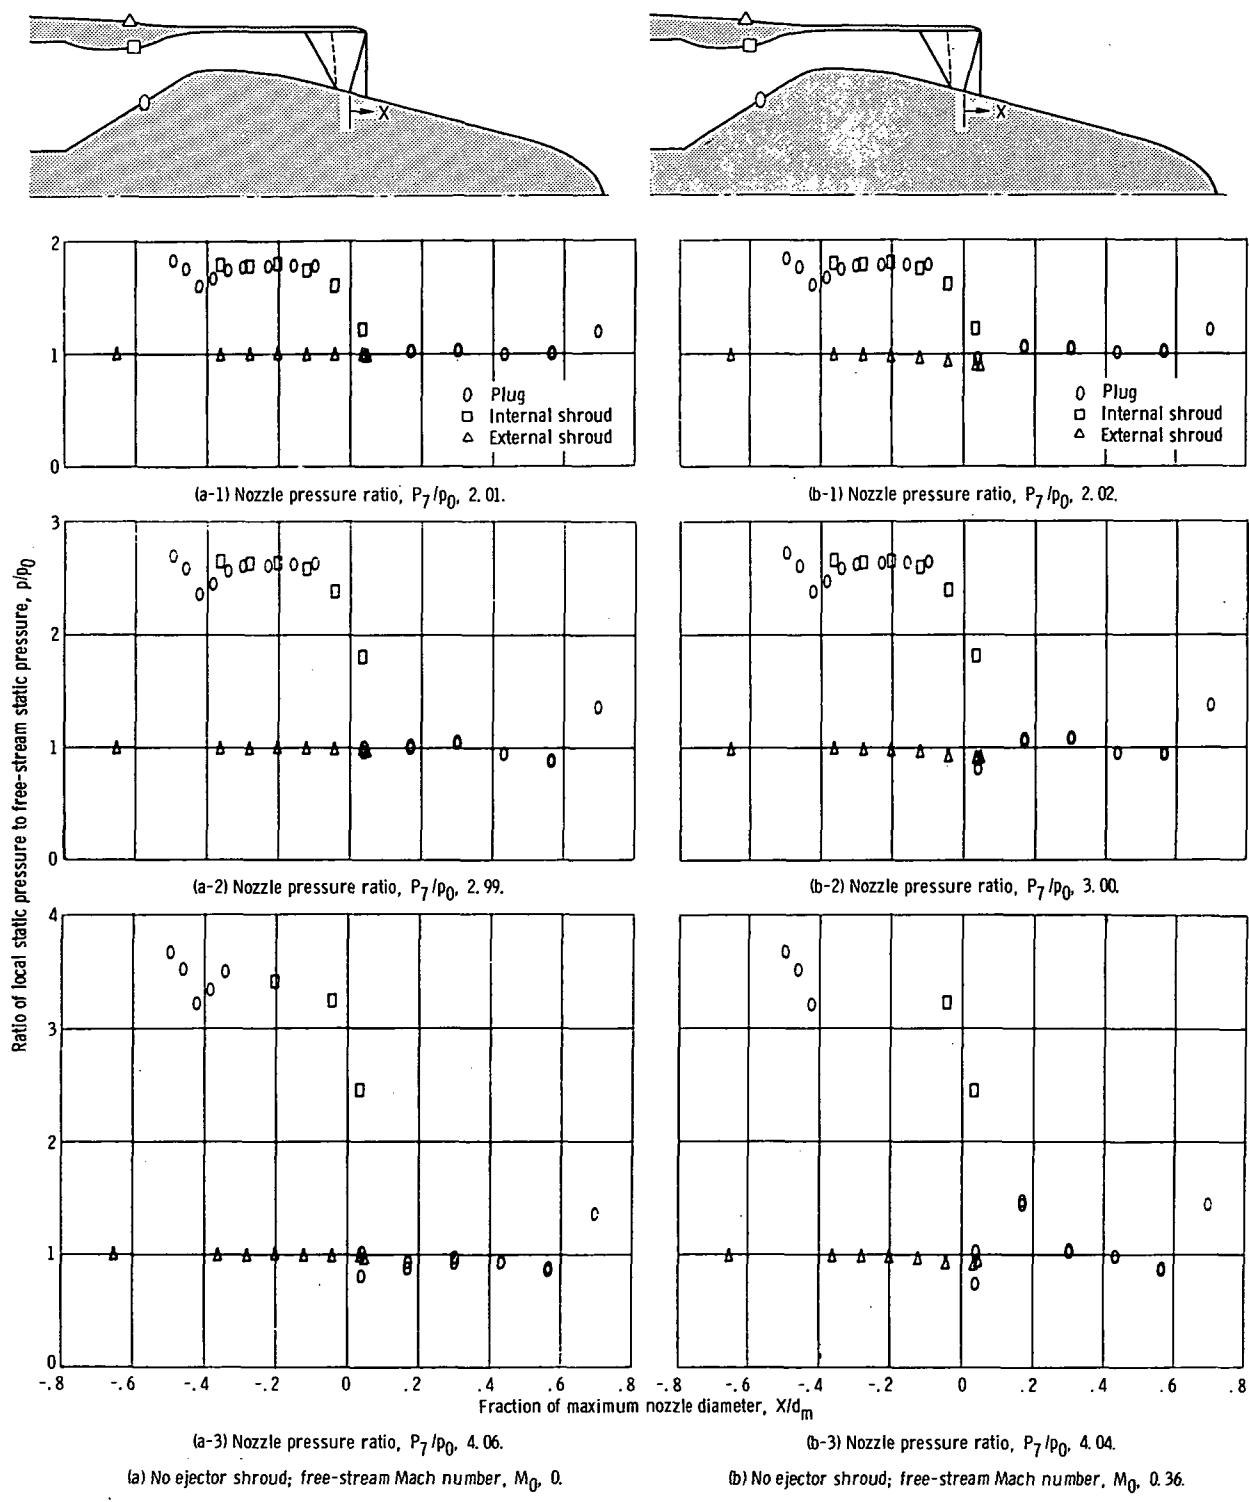 X
X
2
1
0
Plug
Internal shroud
External shroud
Plug
Internal shroud
External shroud
(a-1) Nozzle pressure ratio, P7/p0, 2.01.
(b-1) Nozzle pressure ratio, P7/p0, 2.02.
Ratio of local static pressure to free-stream static pressure, p/p0
3
2
1
0
(a-2) Nozzle pressure ratio, P7/p0, 2.99.
(b-2) Nozzle pressure ratio, P7/p0, 3.00.
4
3
2
1
0
-.8 -.6 -.4 -.2 0 .2 .4 .6 .8
-.8 -.6 -.4 -.2 0 .2 .4 .6 .8
Fraction of maximum nozzle diameter, X/dm
(a-3) Nozzle pressure ratio, P7/p0, 4.06.
(b-3) Nozzle pressure ratio, P7/p0, 4.04.
(a) No ejector shroud; free-stream Mach number, M0, 0.
(b) No ejector shroud; free-stream Mach number, M0, 0.36.